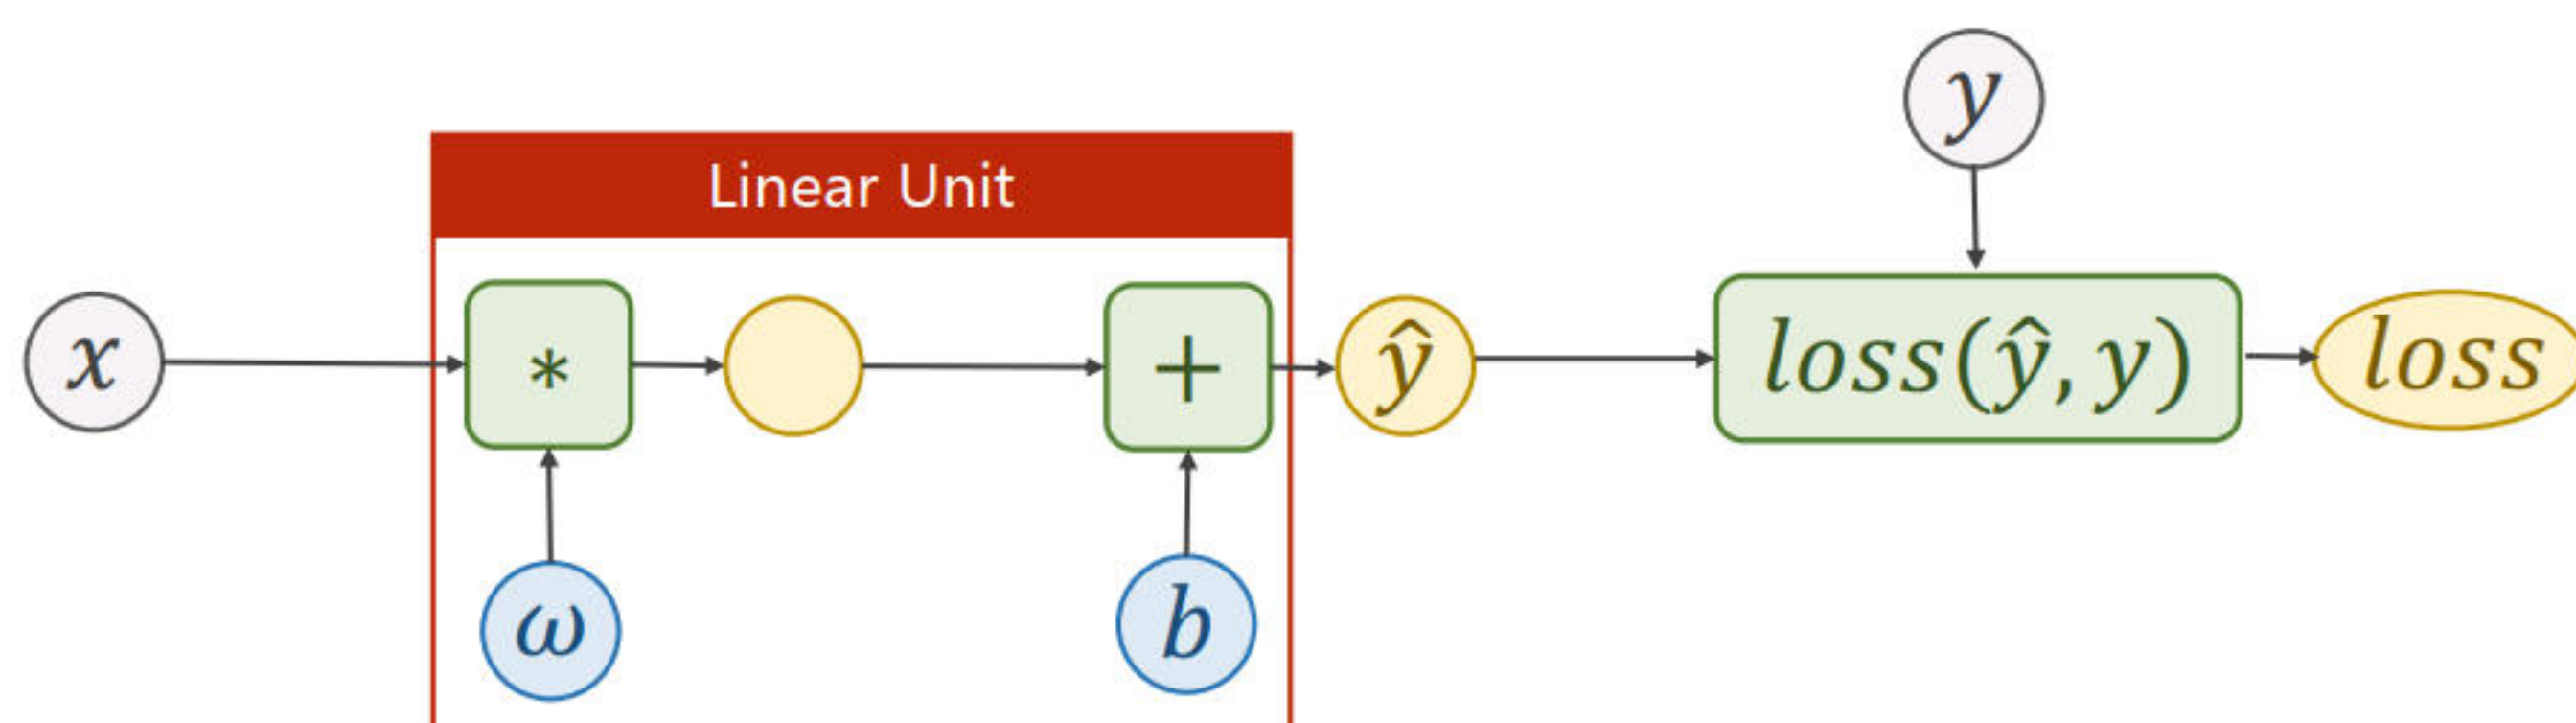 y
Linear Unit
x
*
+
ŷ
loss(ŷ, y)
loss
ω
b